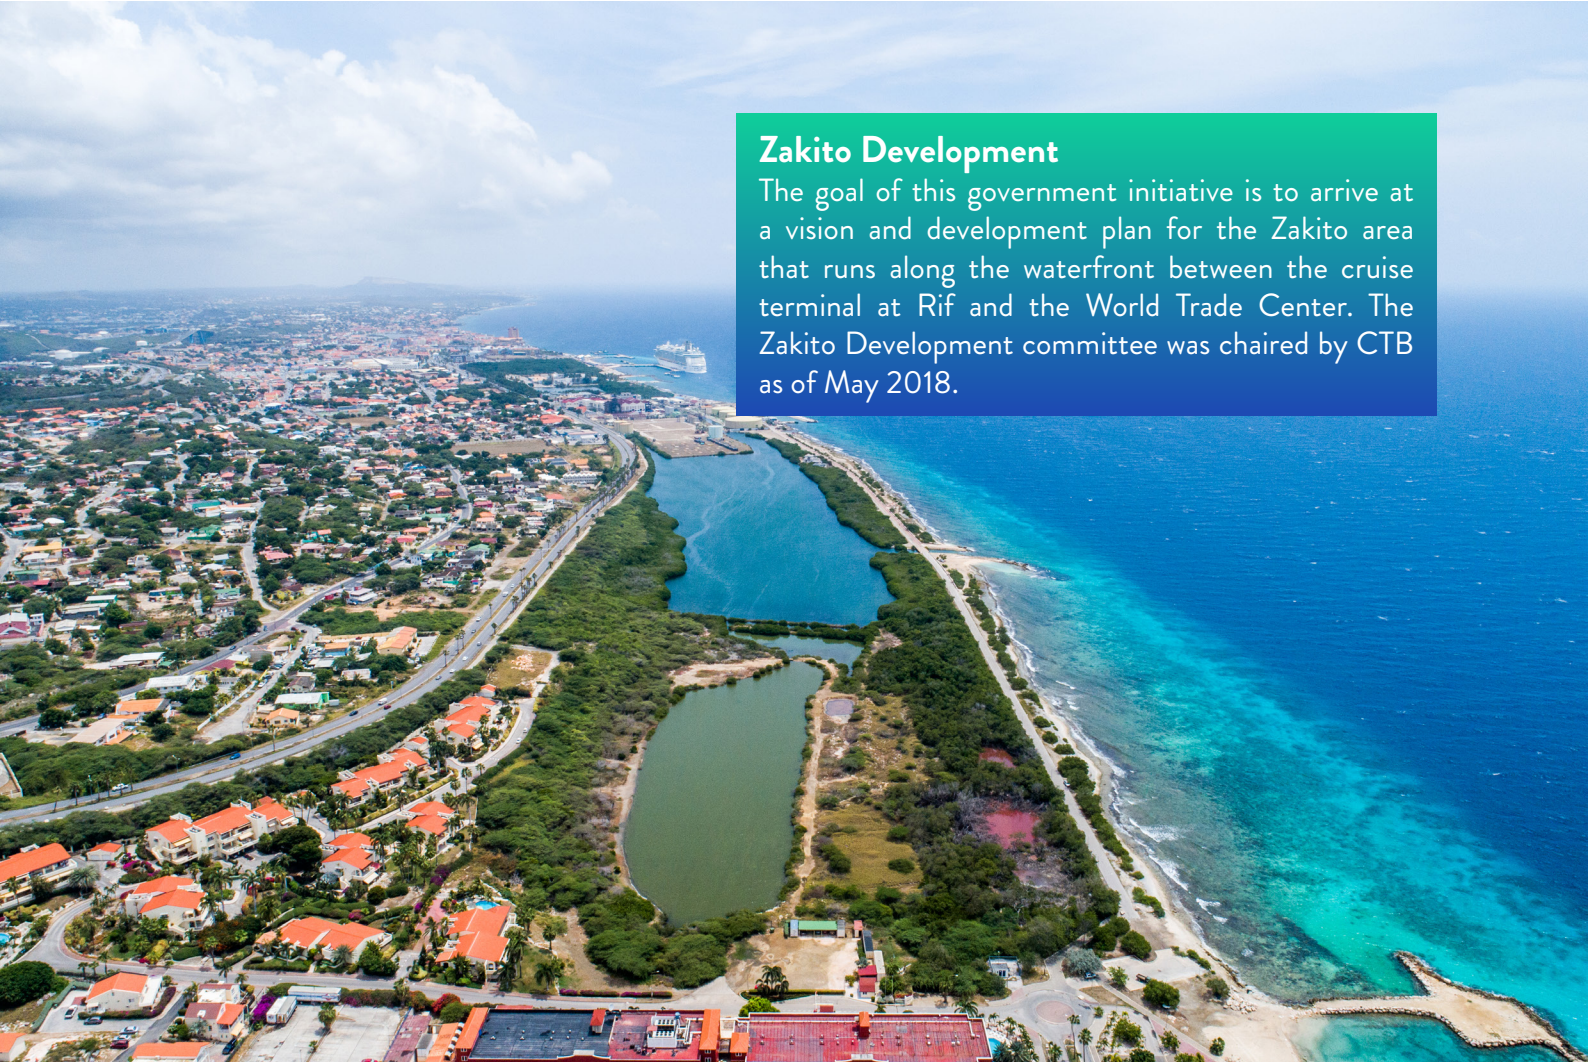 Zakito Development
The goal of this government initiative is to arrive at
a vision and development plan for the Zakito area
that runs along the waterfront between the cruise
terminal at Rif and the World Trade Center. The
Zakito Development committee was chaired by CTB
as of May 2018.